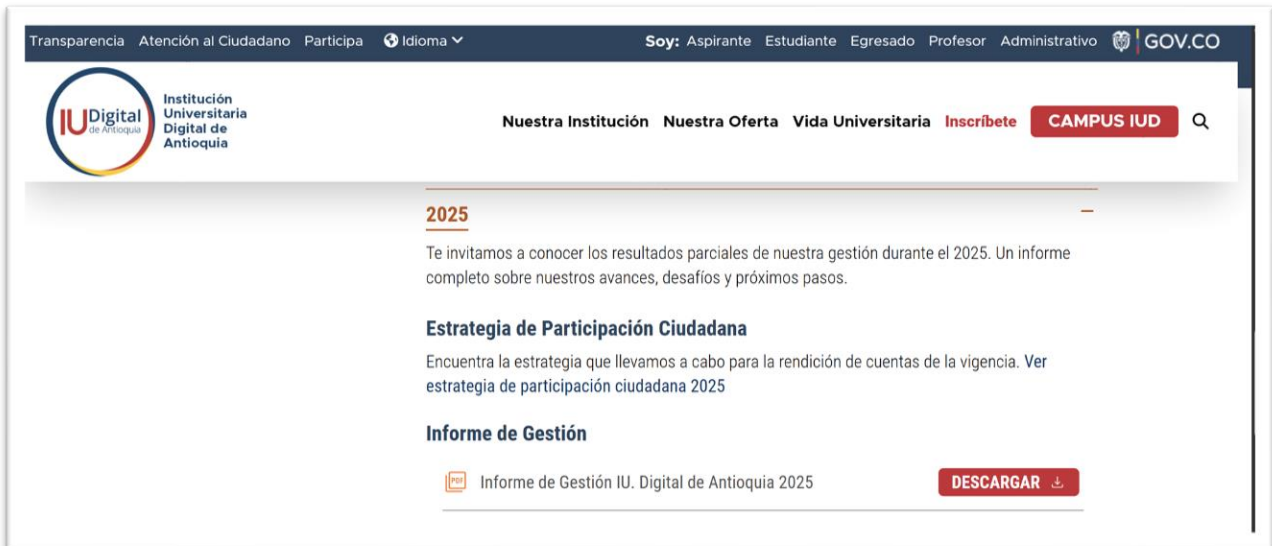 Transparencia Atención al Ciudadano Participa Idioma Soy: Aspirante Estudiante Egresado Profesor Administrativo GOV.CO
IUDigital
de Antioquia
Institución
Universitaria
Digital de
Antioquia
Nuestra Institución Nuestra Oferta Vida Universitaria Inscríbete CAMPUS IUD
2025
Te invitamos a conocer los resultados parciales de nuestra gestión durante el 2025. Un informe
completo sobre nuestros avances, desafíos y próximos pasos.
Estrategia de Participación Ciudadana
Encuentra la estrategia que llevamos a cabo para la rendición de cuentas de la vigencia. Ver
estrategia de participación ciudadana 2025
Informe de Gestión
PDF Informe de Gestión IU. Digital de Antioquia 2025 DESCARGAR